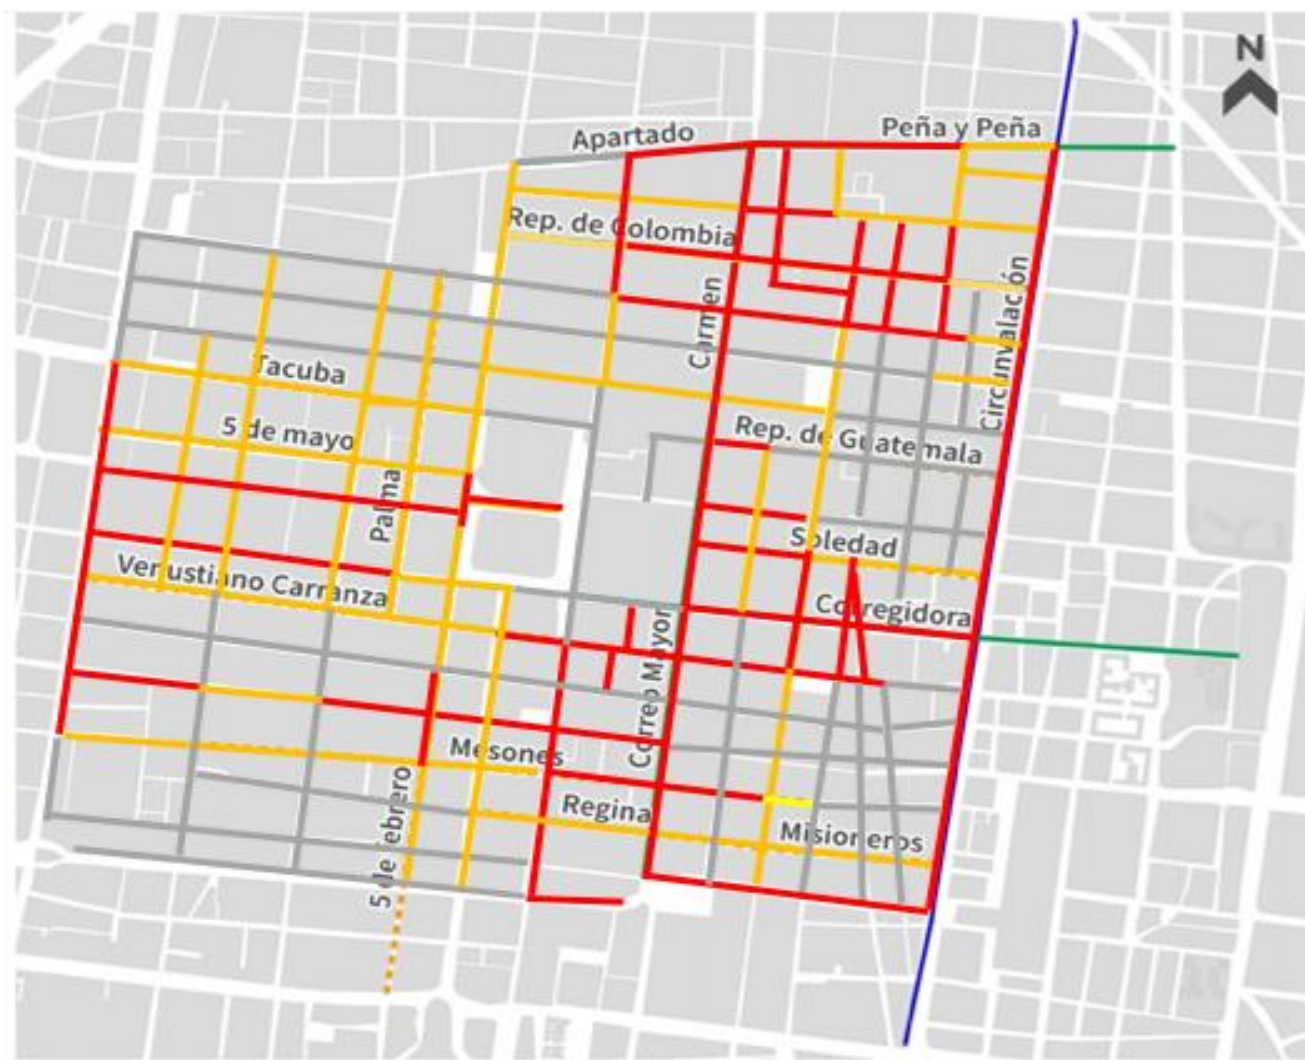 N
Apartado
Peña y Peña
Rep. de Colombia
Circunvalación
Carmen
Tacuba
5 de mayo
Rep. de Guatemala
Palma
Soledad
Venustiano Carranza
Corregidora
Correo Mayor
Mesones
Regina
Misioneros
5 de febrero